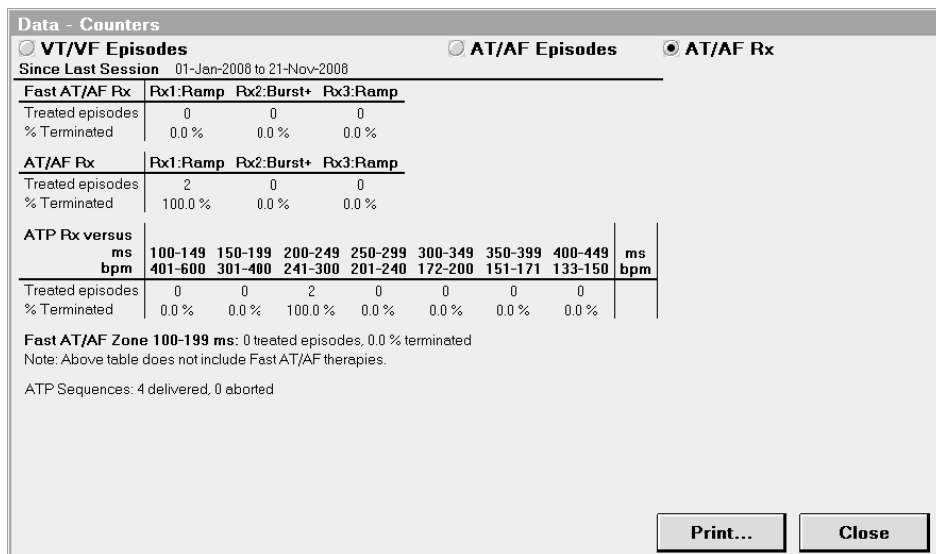 Data - Counters
VT/VF Episodes AT/AF Episodes AT/AF Rx
Since Last Session 01-Jan-2008 to 21-Nov-2008
Fast AT/AF Rx Rx1:Ramp Rx2:Burst+ Rx3:Ramp
Treated episodes 0 0 0
% Terminated 0.0 % 0.0 % 0.0 %
AT/AF Rx Rx1:Ramp Rx2:Burst+ Rx3:Ramp
Treated episodes 2 0 0
% Terminated 100.0 % 0.0 % 0.0 %
ATP Rx versus
ms 100-149 150-199 200-249 250-299 300-349 350-399 400-449 ms
bpm 401-600 301-400 241-300 201-240 172-200 151-171 133-150 bpm
Treated episodes 0 0 2 0 0 0 0
% Terminated 0.0 % 0.0 % 100.0 % 0.0 % 0.0 % 0.0 % 0.0 %
Fast AT/AF Zone 100-199 ms: 0 treated episodes, 0.0 % terminated
Note: Above table does not include Fast AT/AF therapies.
ATP Sequences: 4 delivered, 0 aborted
Print... Close